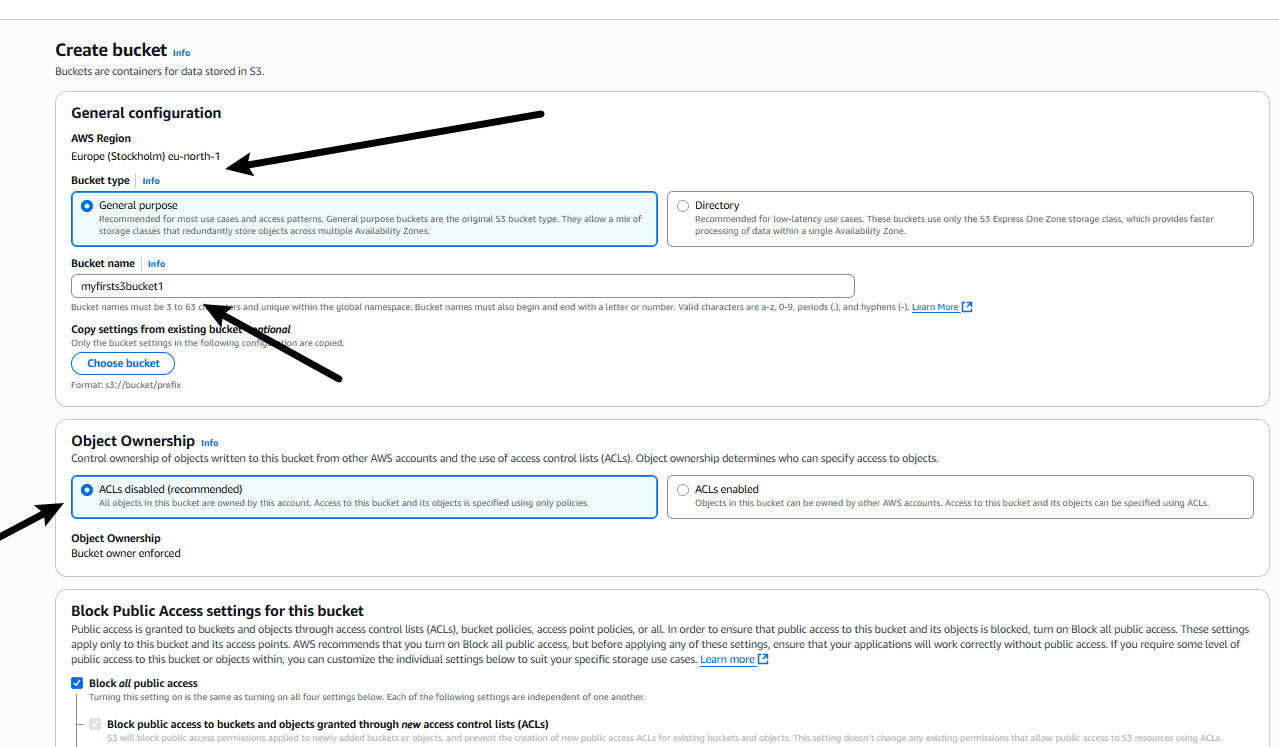 Create bucket Info
Buckets are containers for data stored in S3.
General configuration
AWS Region
Europe (Stockholm) eu-north-1
Bucket type Info
General purpose
Recommended for most use cases and access patterns. General purpose buckets are the original S3 bucket type. They allow a mix of
storage classes that redundantly store objects across multiple Availability Zones.
Directory
Recommended for low-latency use cases. These buckets use only the S3 Express One Zone storage class, which provides faster
processing of data within a single Availability Zone.
Bucket name Info
myfirsts3bucket1
Bucket names must be 3 to 63 characters and unique within the global namespace. Bucket names must also begin and end with a letter or number. Valid characters are a-z, 0-9, periods (.), and hyphens (-). Learn More
Copy settings from existing bucket - optional
Only the bucket settings in the following configuration are copied.
Choose bucket
Format: s3://bucket/prefix
Object Ownership Info
Control ownership of objects written to this bucket from other AWS accounts and the use of access control lists (ACLs). Object ownership determines who can specify access to objects.
ACLs disabled (recommended)
All objects in this bucket are owned by this account. Access to this bucket and its objects is specified using only policies.
ACLs enabled
Objects in this bucket can be owned by other AWS accounts. Access to this bucket and its objects can be specified using ACLs.
Object Ownership
Bucket owner enforced
Block Public Access settings for this bucket
Public access is granted to buckets and objects through access control lists (ACLs), bucket policies, access point policies, or all. In order to ensure that public access to this bucket and its objects is blocked, turn on Block all public access. These settings
apply only to this bucket and its access points. AWS recommends that you turn on Block all public access, but before applying any of these settings, ensure that your applications will work correctly without public access. If you require some level of
public access to this bucket or objects within, you can customize the individual settings below to suit your specific storage use cases. Learn more
Block all public access
Turning this setting on is the same as turning on all four settings below. Each of the following settings are independent of one another.
Block public access to buckets and objects granted through new access control lists (ACLs)
S3 will block public access permissions applied to newly added buckets or objects, and prevent the creation of new public access ACLs for existing buckets and objects. This setting doesn't change any existing permissions that allow public access to S3 resources using ACLs.